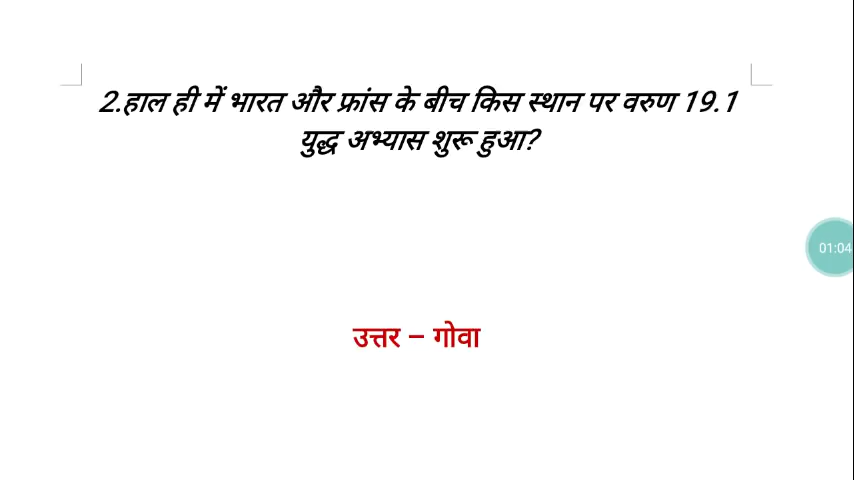 2.हाल ही में भारत और फ्रांस के बीच किस स्थान पर वरुण 19.1
युद्ध अभ्यास शुरू हुआ?
01:04
उत्तर – गोवा